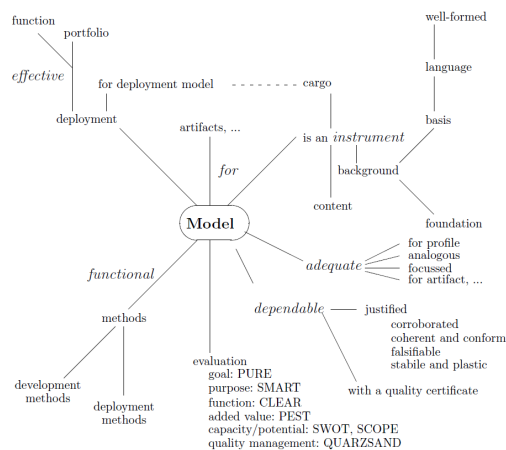 function
portfolio
effective
for deployment model
deployment
cargo
well-formed
language
basis
artifacts, ...
is an instrument
background
for
content
foundation
Model
functional
adequate
for profile
analogous
focussed
for artifact, ...
dependable
justified
corroborated
coherent and conform
falsifiable
stabile and plastic
with a quality certificate
methods
development
methods
deployment
methods
evaluation
goal: PURE
purpose: SMART
function: CLEAR
added value: PEST
capacity/potential: SWOT, SCOPE
quality management: QUARZSAND